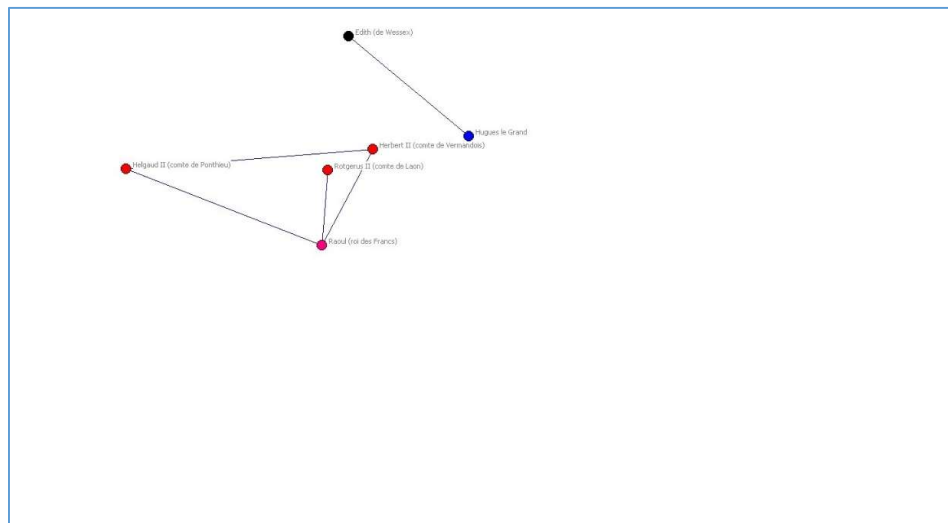 Edith (de Wessex)
Hugues le Grand
Herbert II (comte de Vermandois)
Helgaud II (comte de Ponthieu)
Rotgerus II (comte de Laon)
Raoul (roi des Francs)